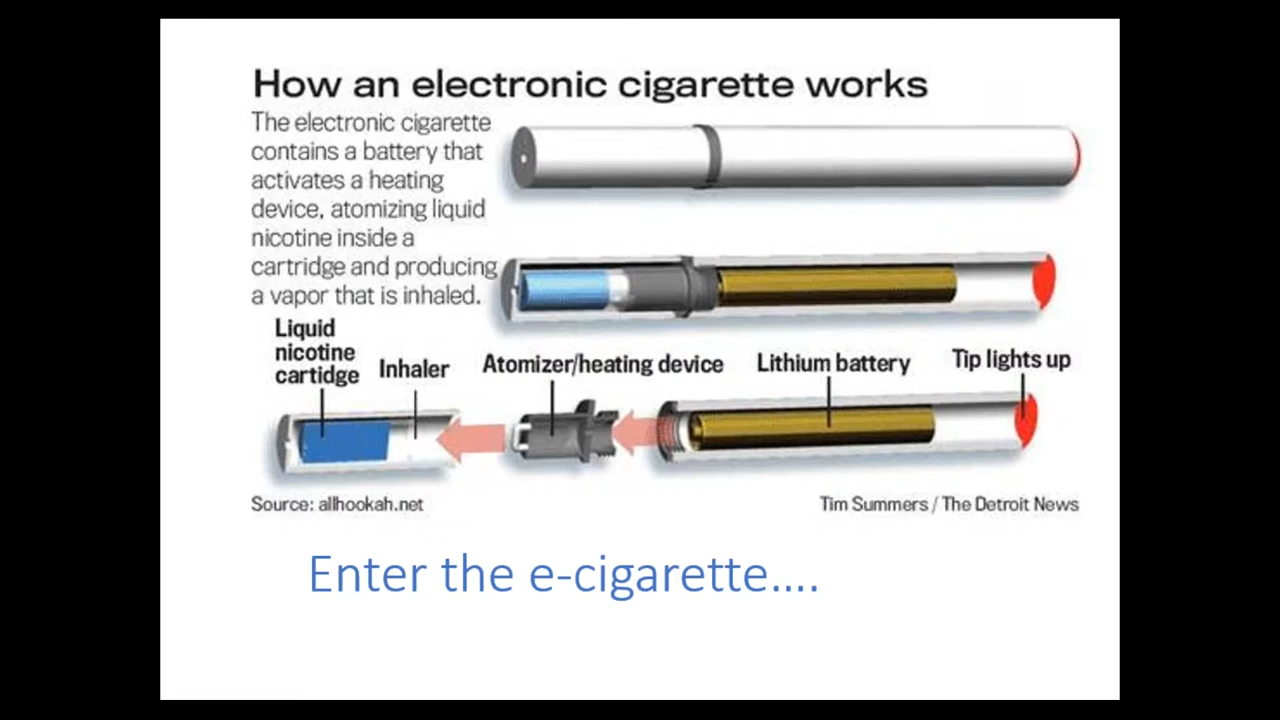 How an electronic cigarette works
The electronic cigarette
contains a battery that
activates a heating
device, atomizing liquid
nicotine inside a
cartridge and producing
a vapor that is inhaled.
Liquid
nicotine
cartidge
Inhaler
Atomizer/heating device
Lithium battery
Tip lights up
Source: allhookah.net
Tim Summers / The Detroit News
Enter the e-cigarette....